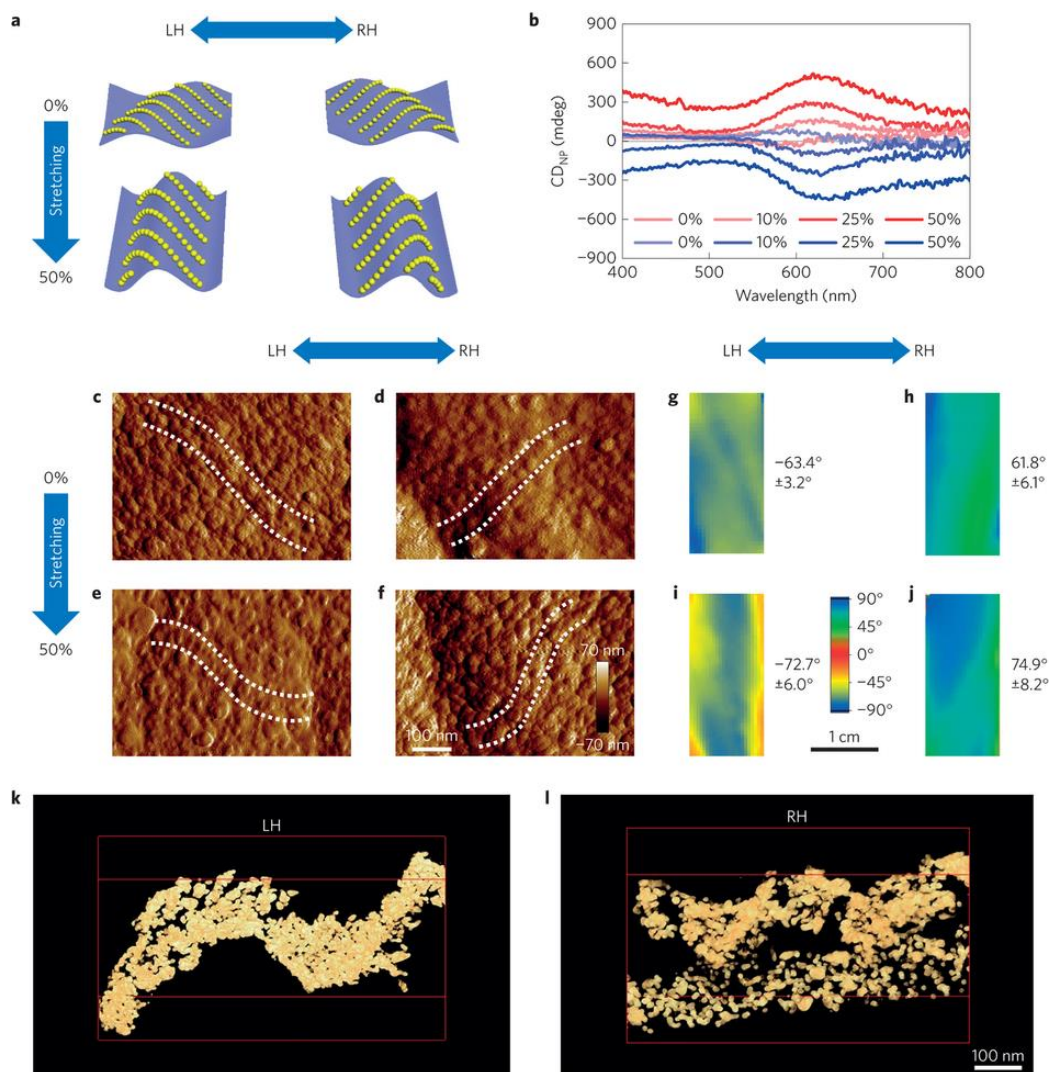 a
LH RH
0%
Stretching
50%
b
900
600
300
0
−300
−600
−900
CD_NP (mdeg)
0% 10% 25% 50%
0% 10% 25% 50%
400 500 600 700 800
Wavelength (nm)
LH RH
LH RH
0%
Stretching
50%
c
d
e
f
70 nm
−70 nm
100 nm
g
−63.4°
±3.2°
h
61.8°
±6.1°
i
−72.7°
±6.0°
90°
45°
0°
−45°
−90°
1 cm
j
74.9°
±8.2°
k
LH
l
RH
100 nm